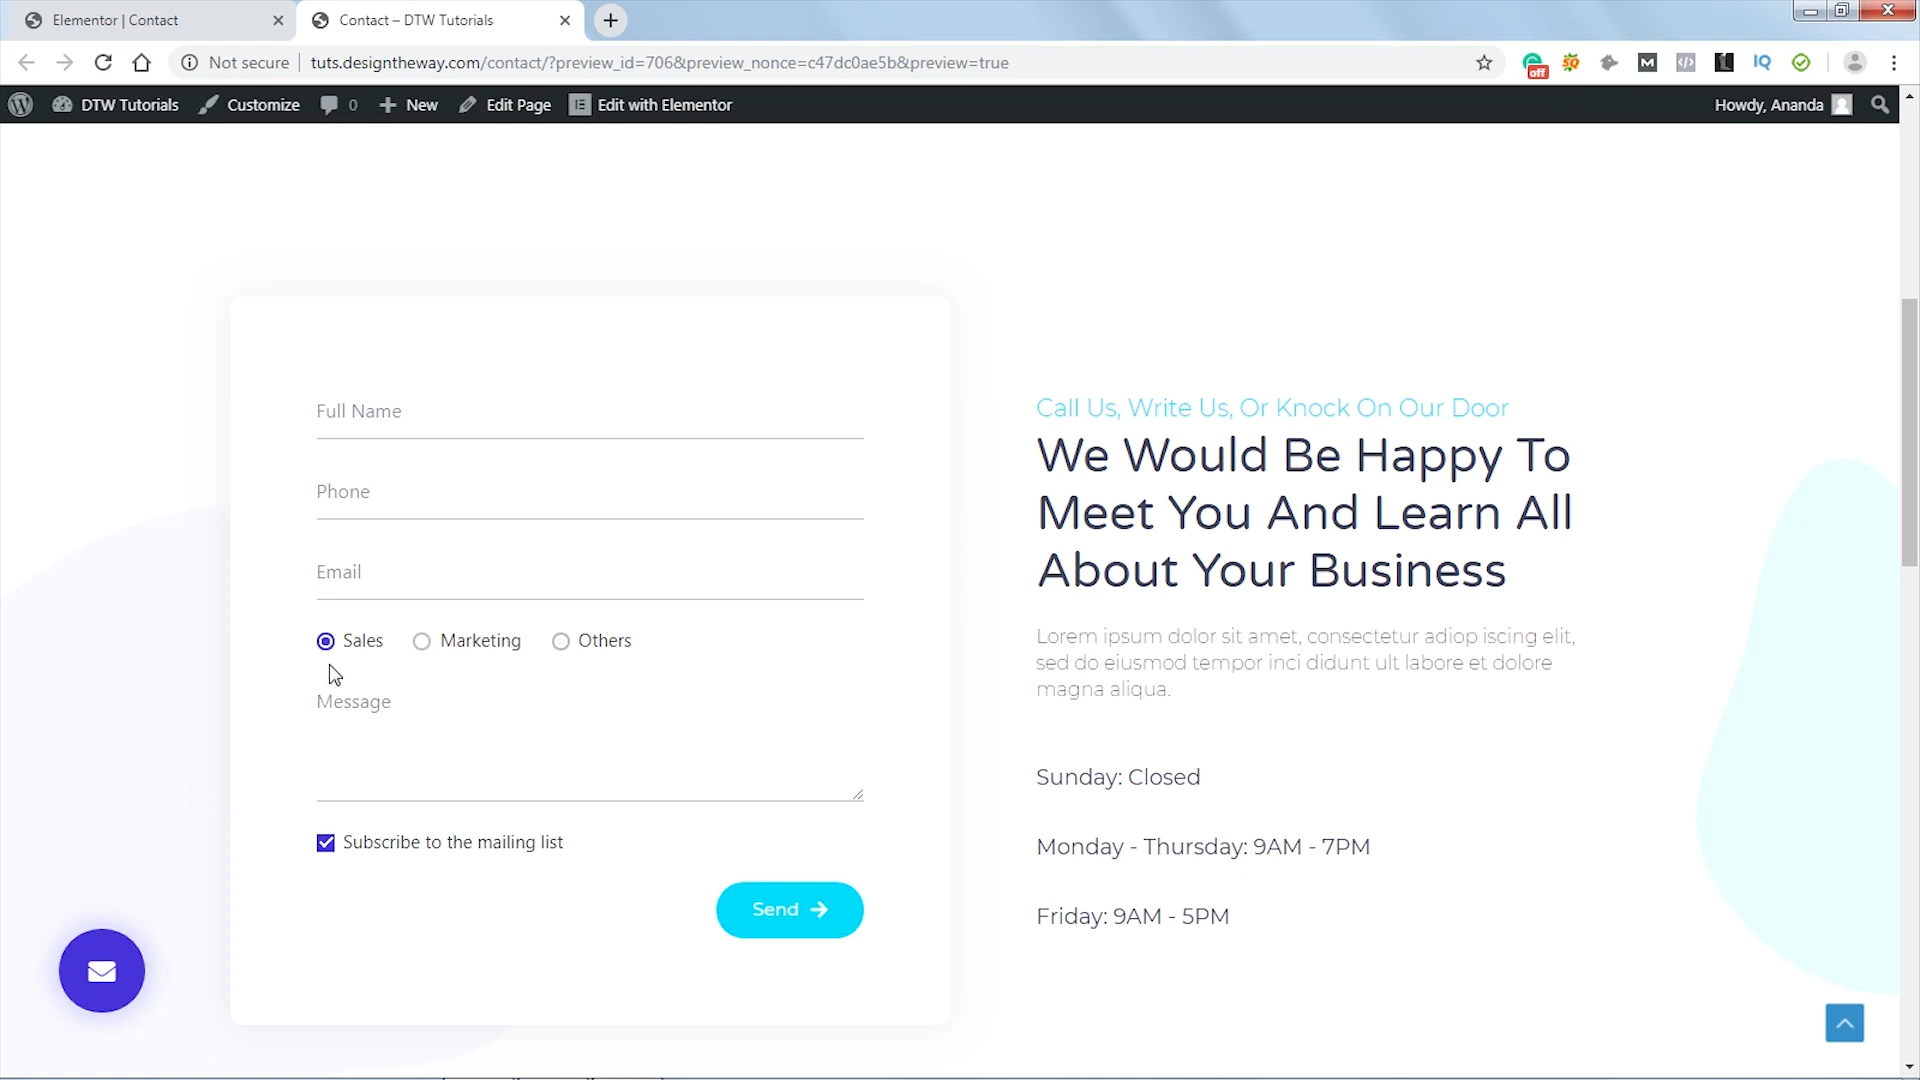 Elementor | Contact
Contact – DTW Tutorials
Not secure
tuts.designtheway.com/contact/?preview_id=706&preview_nonce=c47dc0ae5b&preview=true
off
SQ
M
</>
IQ
DTW Tutorials
Customize
0
New
Edit Page
Edit with Elementor
Howdy, Ananda
Full Name
Phone
Email
Sales
Marketing
Others
Message
Subscribe to the mailing list
Send
Call Us, Write Us, Or Knock On Our Door
We Would Be Happy To
Meet You And Learn All
About Your Business
Lorem ipsum dolor sit amet, consectetur adiop iscing elit,
sed do eiusmod tempor inci didunt ult labore et dolore
magna aliqua.
Sunday: Closed
Monday - Thursday: 9AM - 7PM
Friday: 9AM - 5PM